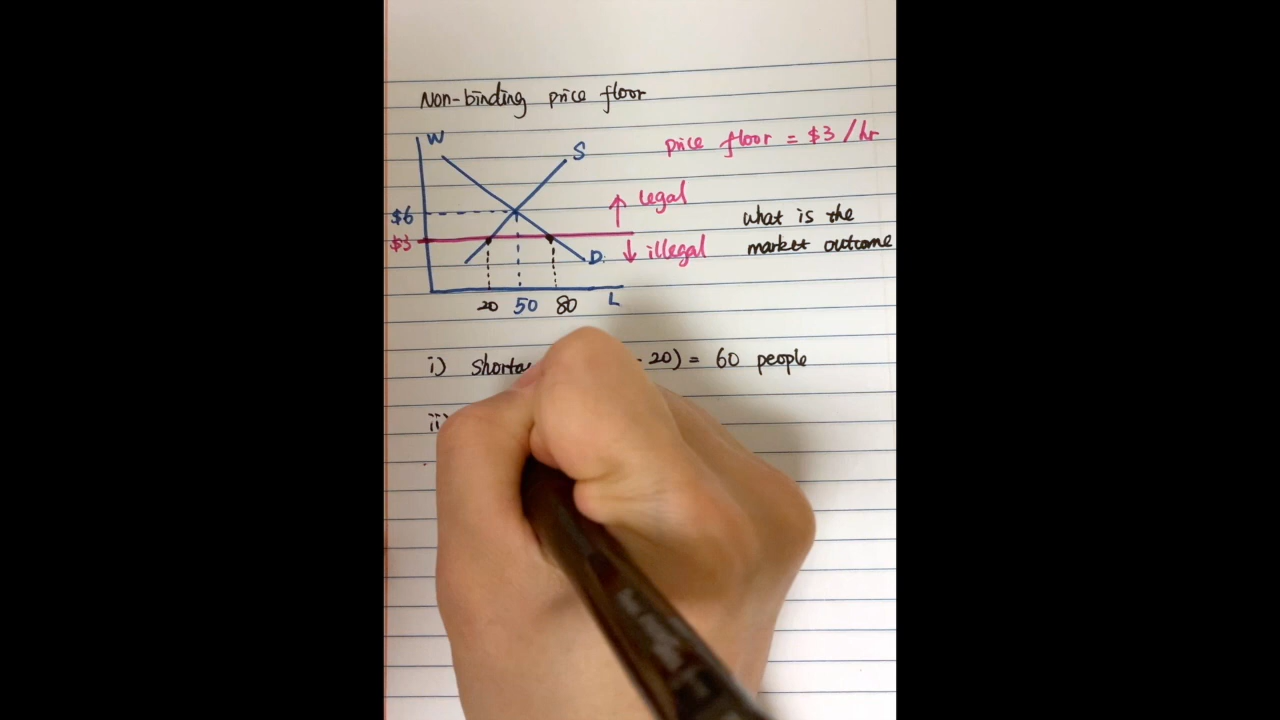 Non-binding price floor
W
S
price floor = $3/hr
↑ legal
$6
what is the
$3
↓ illegal
market outcome
D
20 50 80 L
i) 20) = 60 people
ii)